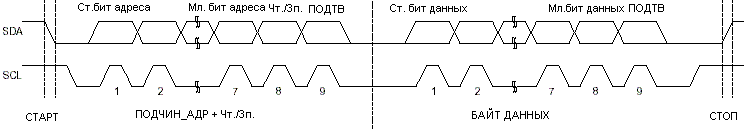 Ст.бит адреса Мл. бит адреса Чт./Зп. ПОДТВ Ст. бит данных Мл.бит данных ПОДТВ
SDA
SCL
1 2 7 8 9 1 2 7 8 9
СТАРТ ПОДЧИН_АДР + Чт./Зп. БАЙТ ДАННЫХ СТОП